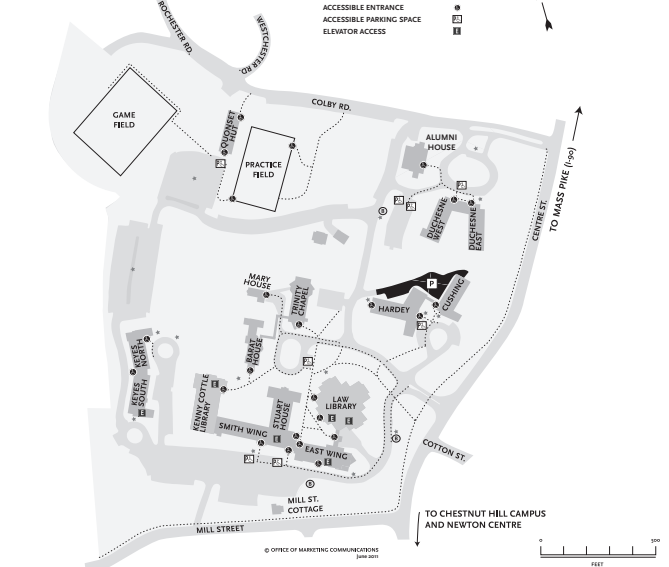 ACCESSIBLE ENTRANCE
ACCESSIBLE PARKING SPACE
P
ELEVATOR ACCESS
E
ROCHESTER RD.
WESTCHESTER RD.
COLBY RD.
GAME
FIELD
QUONSET
HUT
PRACTICE
FIELD
ALUMNI
HOUSE
DUCHESNE
WEST
DUCHESNE
EAST
CENTRE ST.
TO MASS PIKE (I-90)
B
P
MARY
HOUSE
TRINITY
CHAPEL
HARDEY
CUSHING
BARAT
HOUSE
KEYES
NORTH
KEYES
SOUTH
E
KENNY COTTLE
LIBRARY
E
STUART
HOUSE
LAW
LIBRARY
E
E
SMITH WING
E
EAST WING
E
B
COTTON ST.
B
MILL ST.
COTTAGE
MILL STREET
TO CHESTNUT HILL CAMPUS
AND NEWTON CENTRE
© OFFICE OF MARKETING COMMUNICATIONS
June 2011
0
500
FEET